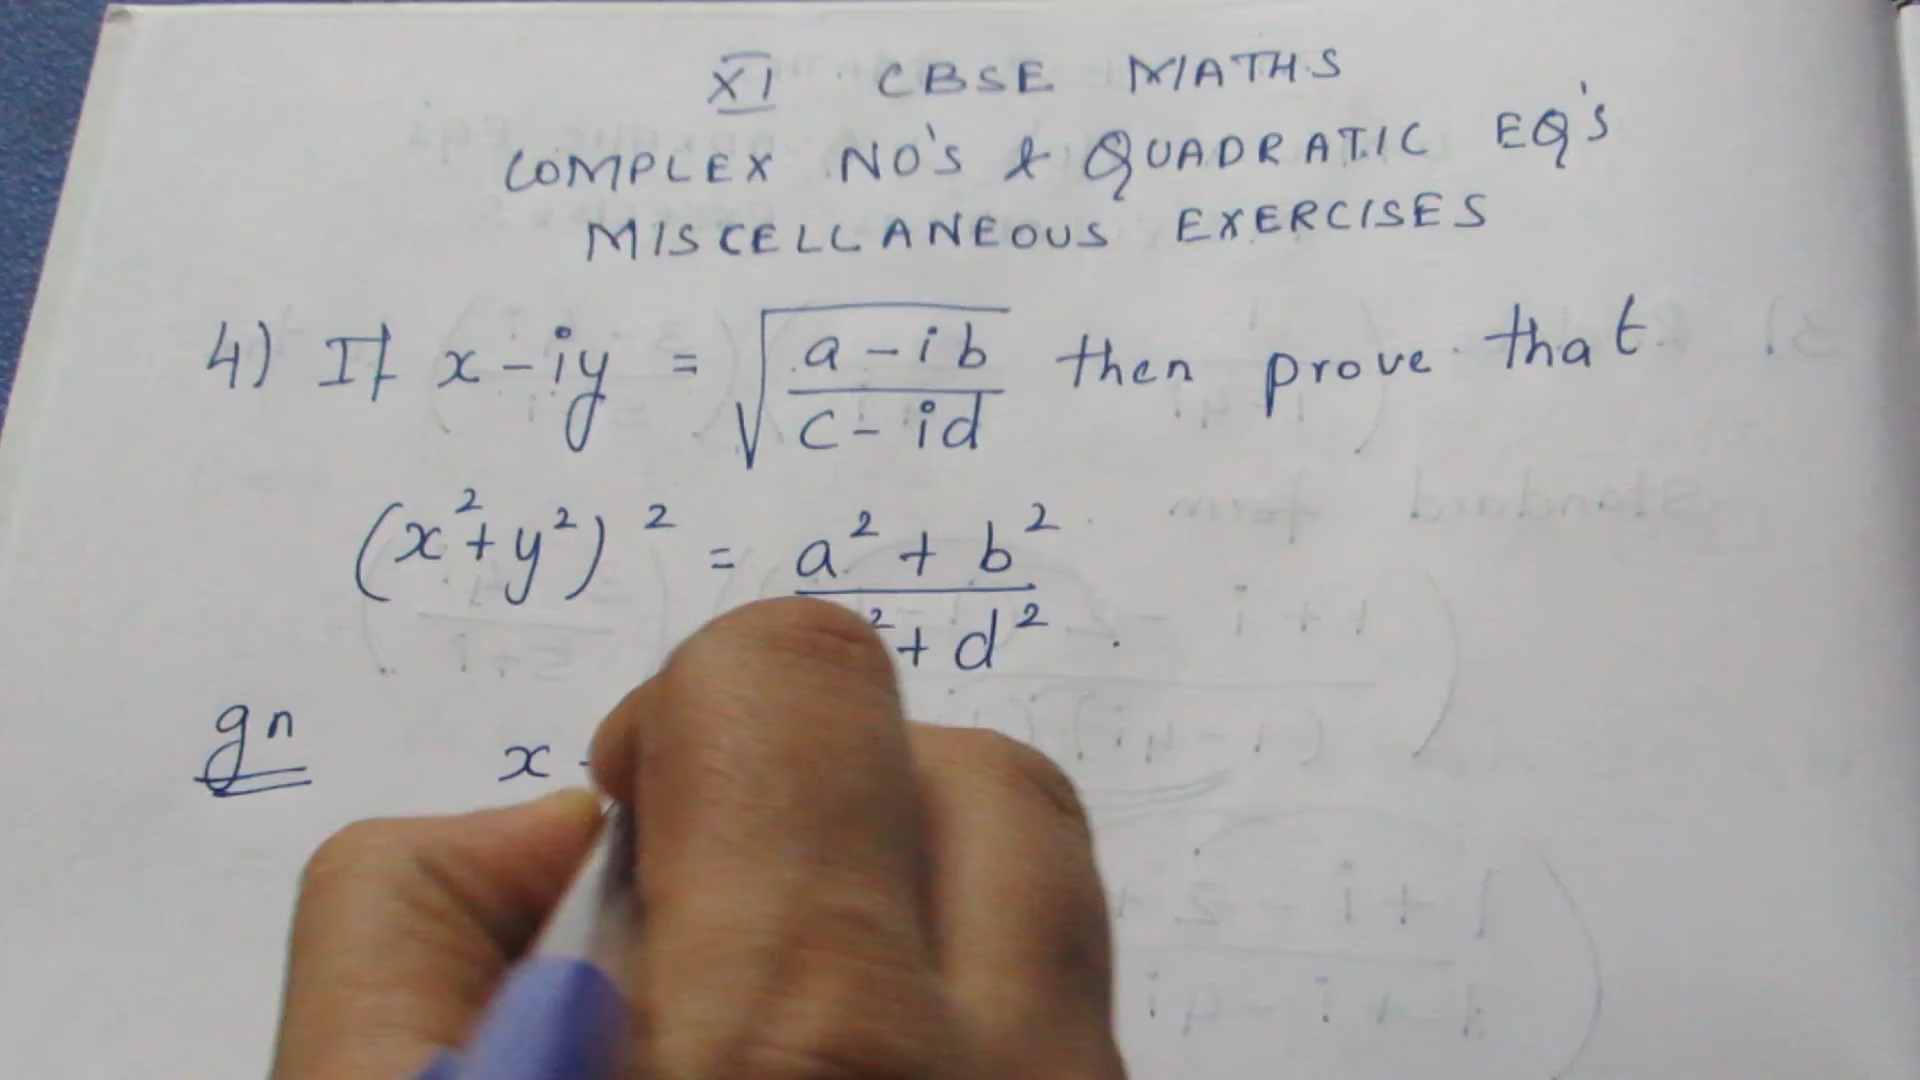 XI CBSE MATHS
COMPLEX NO'S & QUADRATIC EQ'S
MISCELLANEOUS EXERCISES
4) If x - iy = √((a - ib)/(c - id)) then prove that
(x² + y²)² = (a² + b²)/(² + d²) .
gn x -